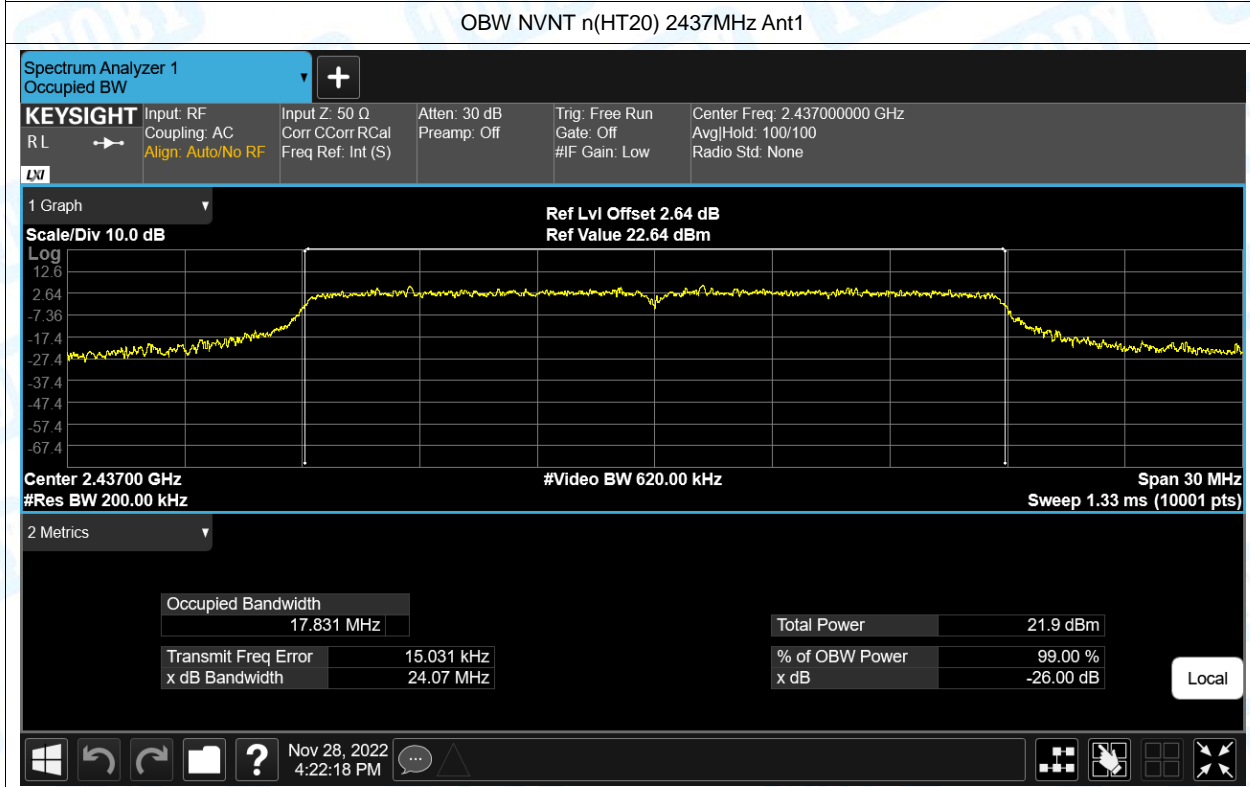 OBW NVNT n(HT20) 2437MHz Ant1
Spectrum Analyzer 1
Occupied BW
KEYSIGHT
R L
LXI
Input: RF
Coupling: AC
Align: Auto/No RF
Input Z: 50 Ω
Corr CCorr RCal
Freq Ref: Int (S)
Atten: 30 dB
Preamp: Off
Trig: Free Run
Gate: Off
#IF Gain: Low
Center Freq: 2.437000000 GHz
Avg|Hold: 100/100
Radio Std: None
1 Graph
Scale/Div 10.0 dB
Ref Lvl Offset 2.64 dB
Ref Value 22.64 dBm
Log
12.6
2.64
-7.36
-17.4
-27.4
-37.4
-47.4
-57.4
-67.4
Center 2.43700 GHz
#Video BW 620.00 kHz
Span 30 MHz
#Res BW 200.00 kHz
Sweep 1.33 ms (10001 pts)
2 Metrics
Occupied Bandwidth
17.831 MHz
Total Power 21.9 dBm
Transmit Freq Error 15.031 kHz
% of OBW Power 99.00 %
x dB Bandwidth 24.07 MHz
x dB -26.00 dB
Local
?
Nov 28, 2022
4:22:18 PM